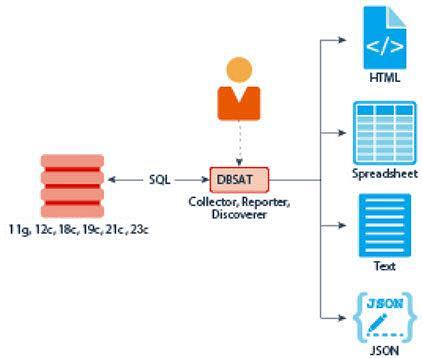 </>
HTML
Spreadsheet
SQL
DBSAT
Collector, Reporter,
Discoverer
11g, 12c, 18c, 19c, 21c, 23c
Text
JSON
JSON